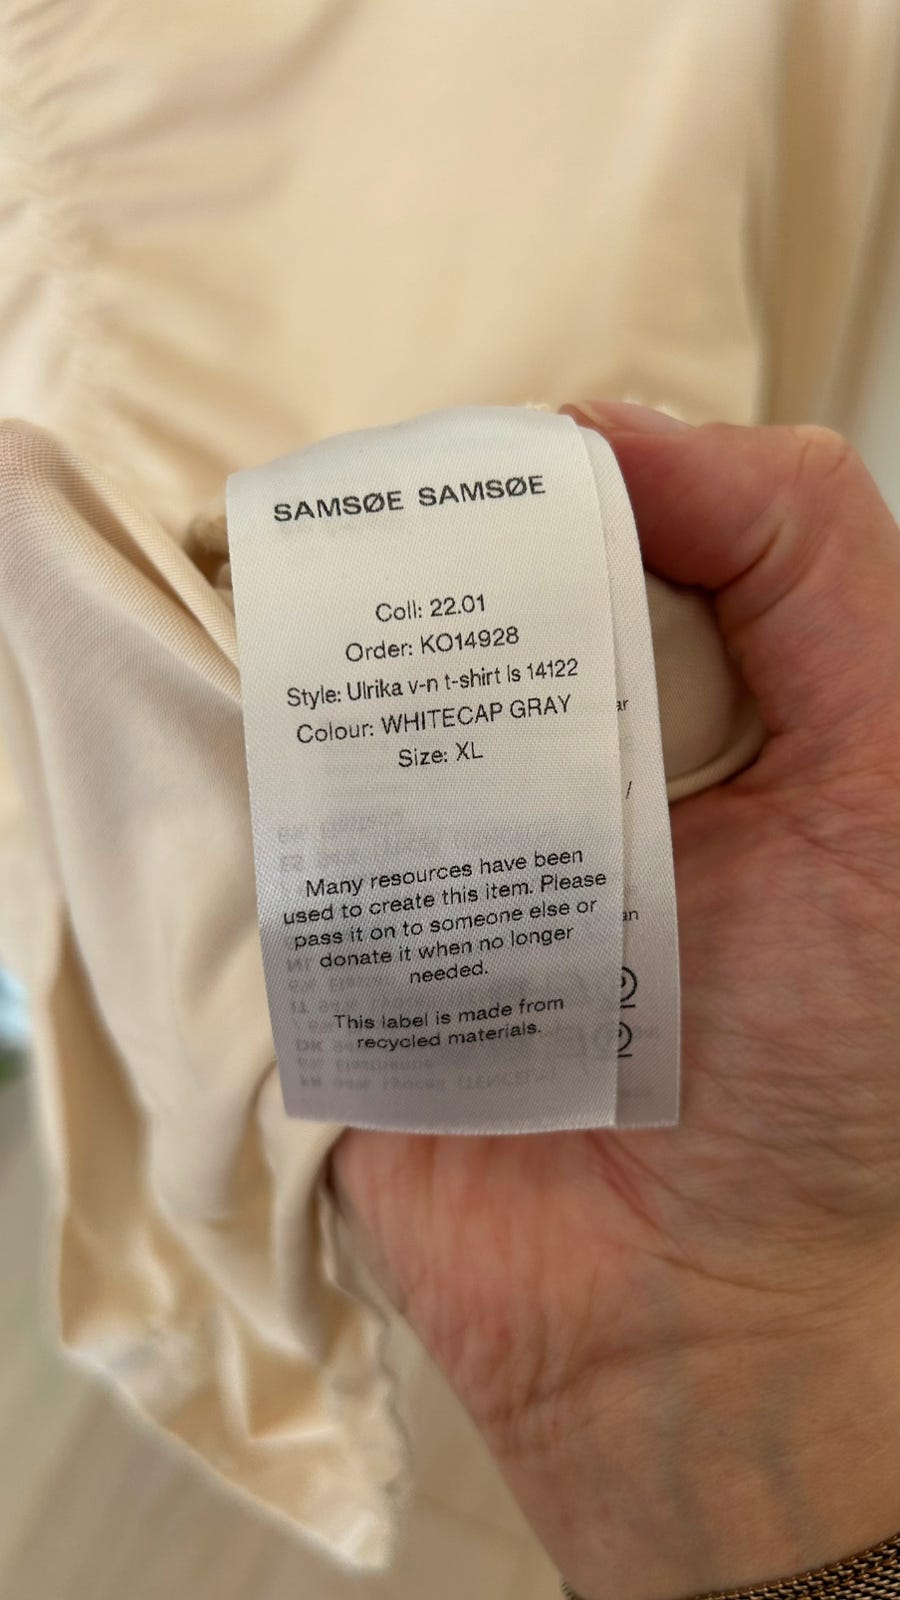 SAMSØE SAMSØE
Coll: 22.01
Order: KO14928
Style: Ulrika v-n t-shirt ls 14122
Colour: WHITECAP GRAY
Size: XL
Many resources have been
used to create this item. Please
pass it on to someone else or
donate it when no longer
needed.
This label is made from
recycled materials.